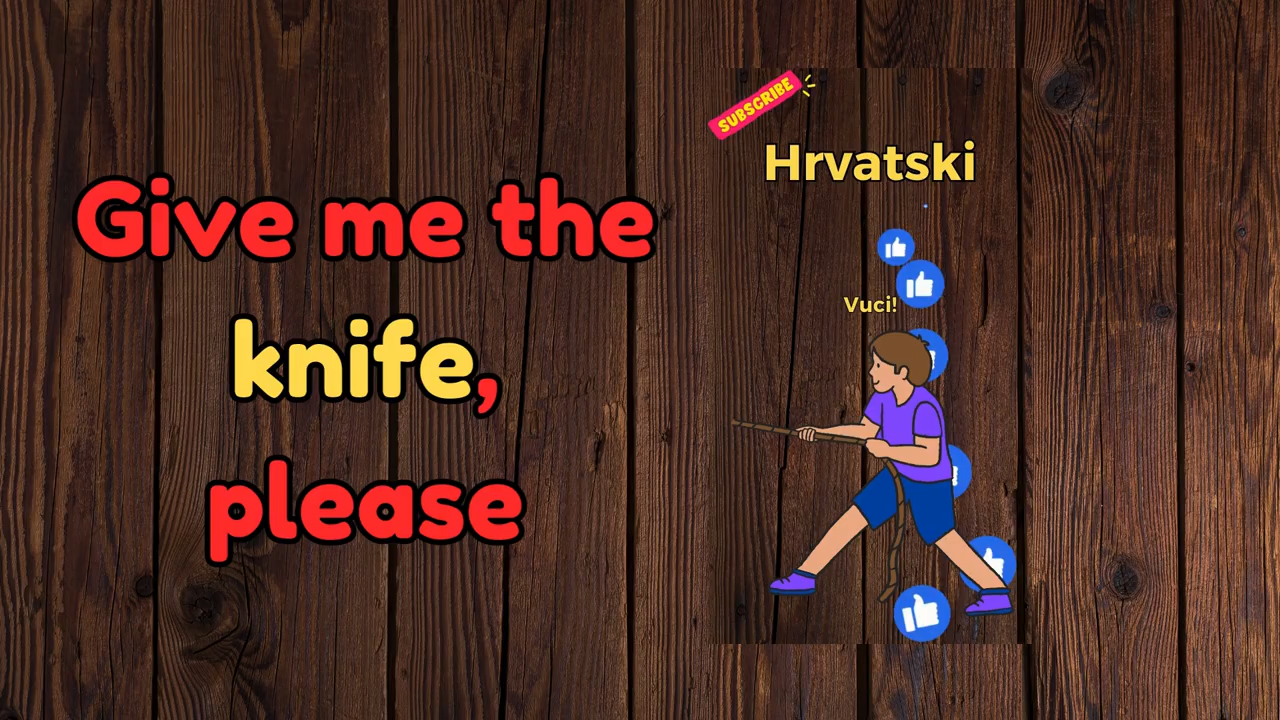 Give me the
knife,
please
SUBSCRIBE
Hrvatski
Vuci!